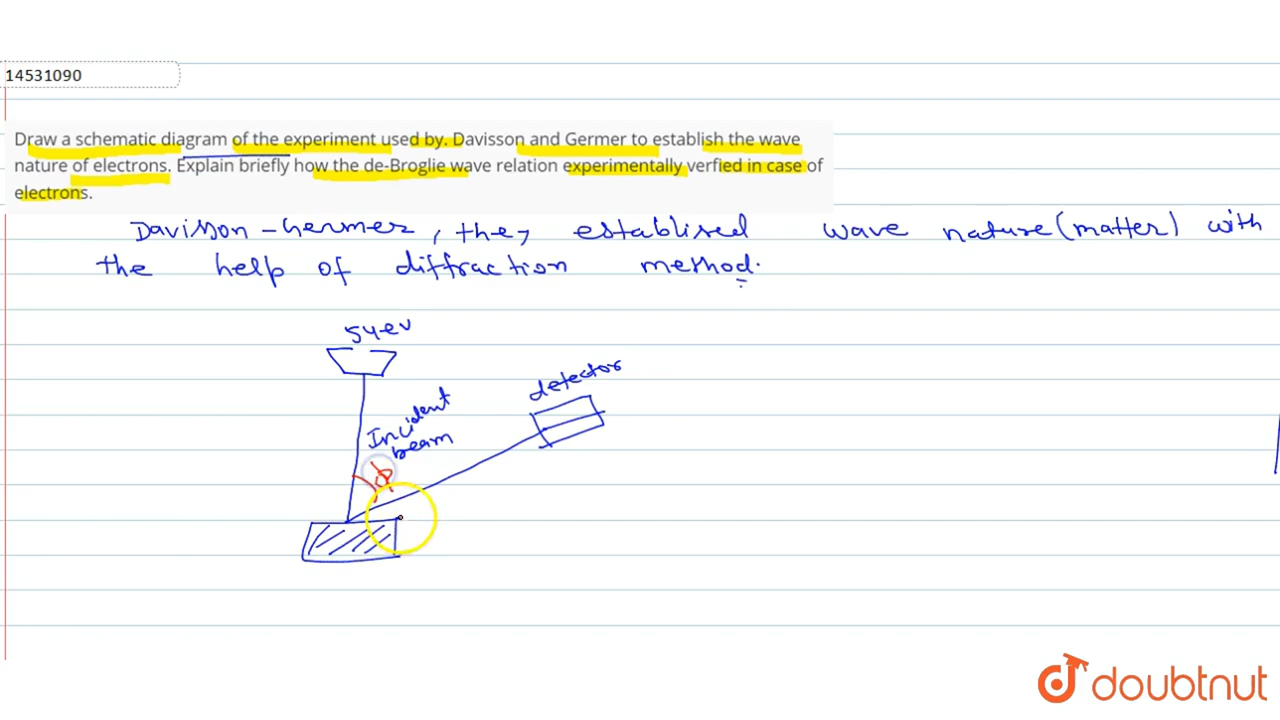 14531090
Draw a schematic diagram of the experiment used by. Davisson and Germer to establish the wave
nature of electrons. Explain briefly how the de-Broglie wave relation experimentally verfied in case of
electrons.
Davisson - Germer, they establised wave nature (matter) with
the help of diffraction method.
54 ev
Incident
beam
detector
ϕ
doubtnut